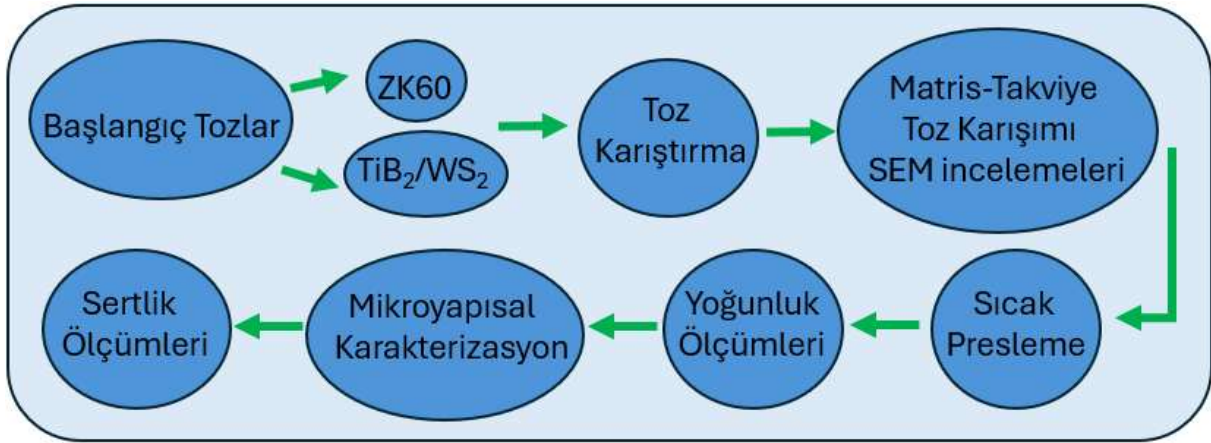 Başlangıç Tozlar
ZK60
TiB₂/WS₂
Toz
Karıştırma
Matris-Takviye
Toz Karışımı
SEM incelemeleri
Sıcak
Presleme
Yoğunluk
Ölçümleri
Mikroyapısal
Karakterizasyon
Sertlik
Ölçümleri